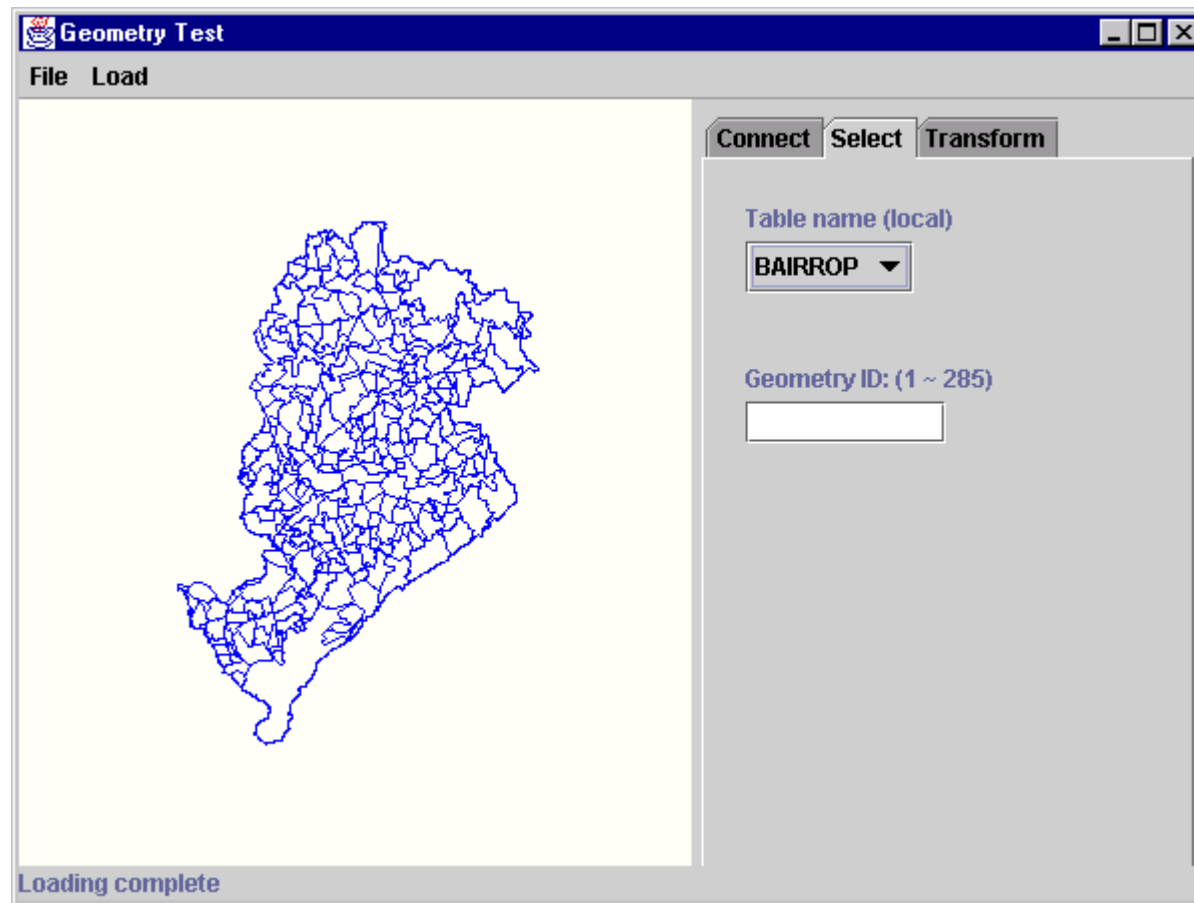 Geometry Test
File Load
Connect Select Transform
Table name (local)
BAIRROP
Geometry ID: (1 ~ 285)
Loading complete